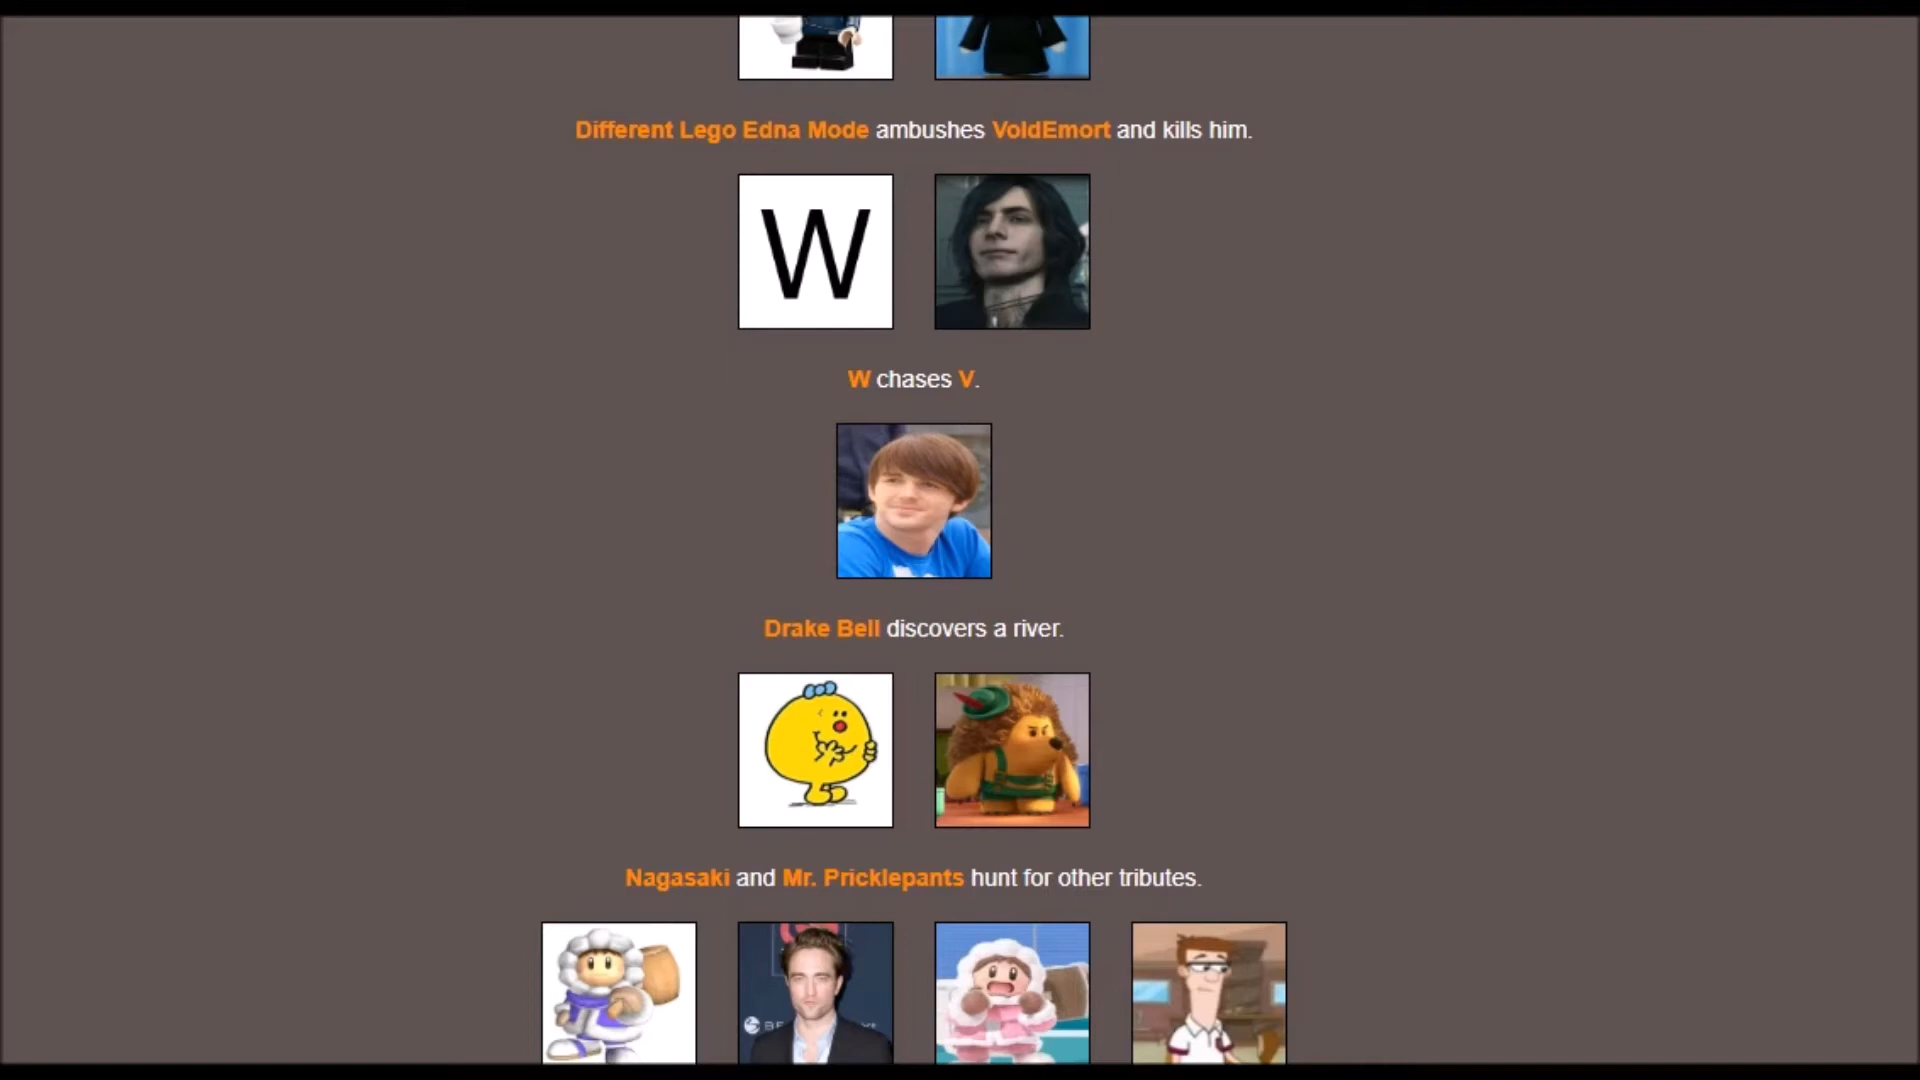 Different Lego Edna Mode ambushes VoldEmort and kills him.
W
W chases V.
Drake Bell discovers a river.
Nagasaki and Mr. Pricklepants hunt for other tributes.